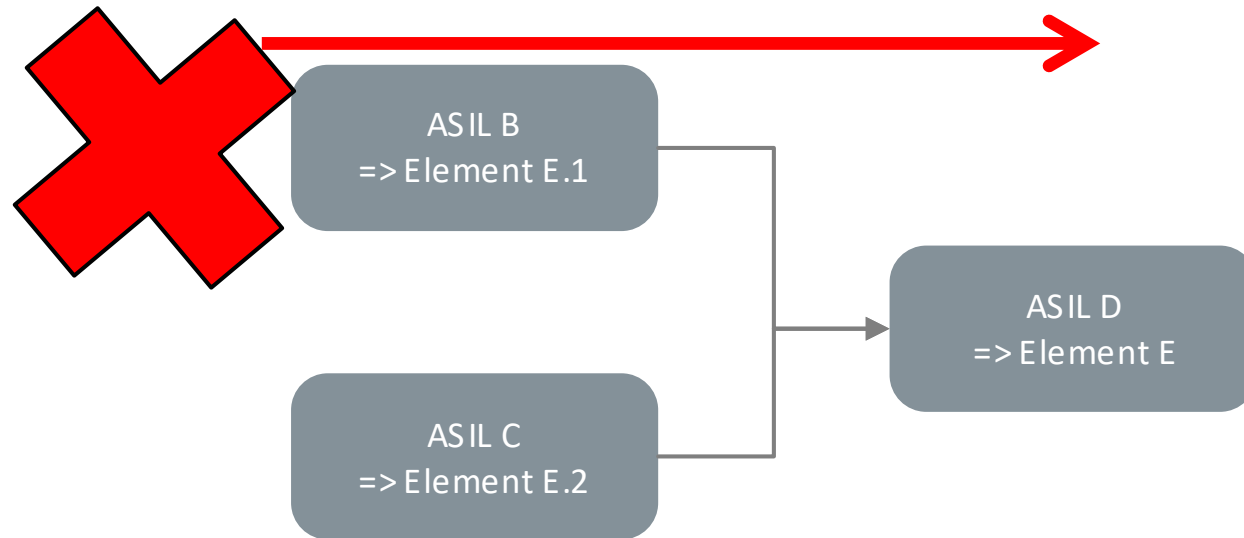 ASIL B
=> Element E.1
ASIL D
=> Element E
ASIL C
=> Element E.2